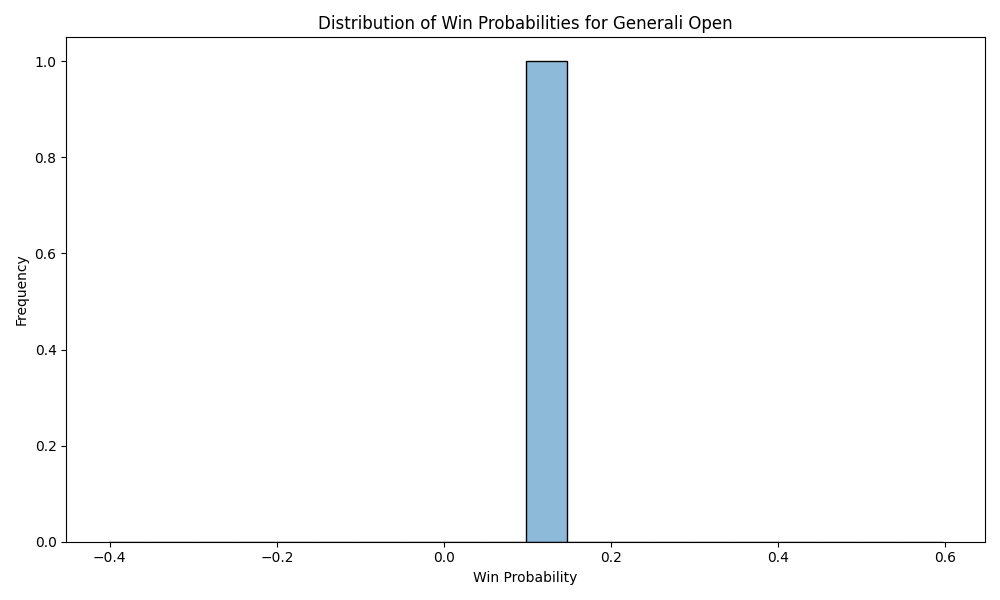 Distribution of Win Probabilities for Generali Open
1.0
0.8
0.6
0.4
0.2
0.0
Frequency
−0.4 −0.2 0.0 0.2 0.4 0.6
Win Probability